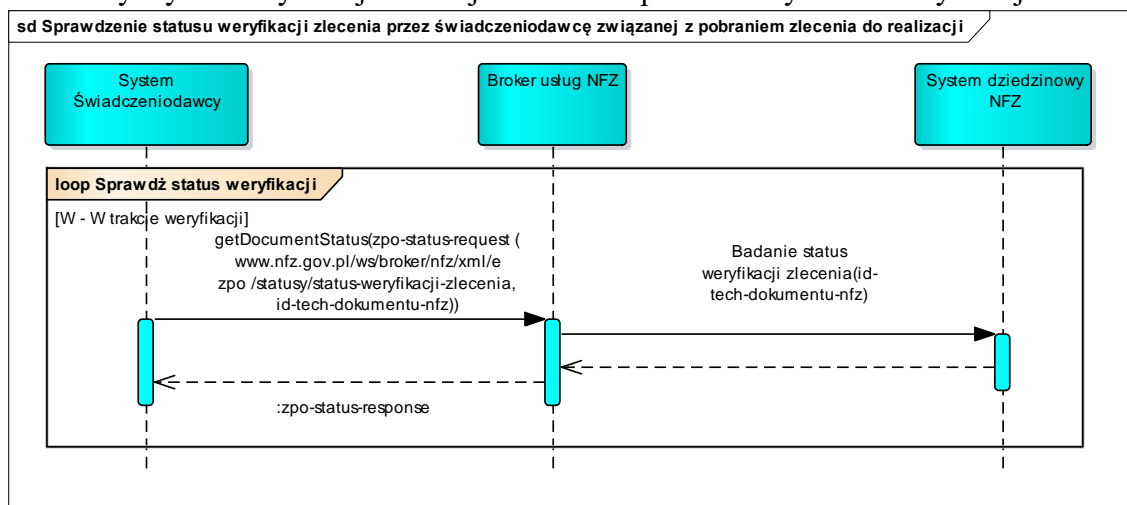 sd Sprawdzenie statusu weryfikacji zlecenia przez świadczeniodawcę związanej z pobraniem zlecenia do realizacji
System
Świadczeniodawcy
Broker usług NFZ
System dziedzinowy
NFZ
loop Sprawdż status weryfikacji
[W - W trakcie weryfikacji]
getDocumentStatus(zpo-status-request (
www.nfz.gov.pl/ws/broker/nfz/xml/e
zpo /statusy/status-weryfikacji-zlecenia,
id-tech-dokumentu-nfz))
Badanie status
weryfikacji zlecenia(id-
tech-dokumentu-nfz)
:zpo-status-response